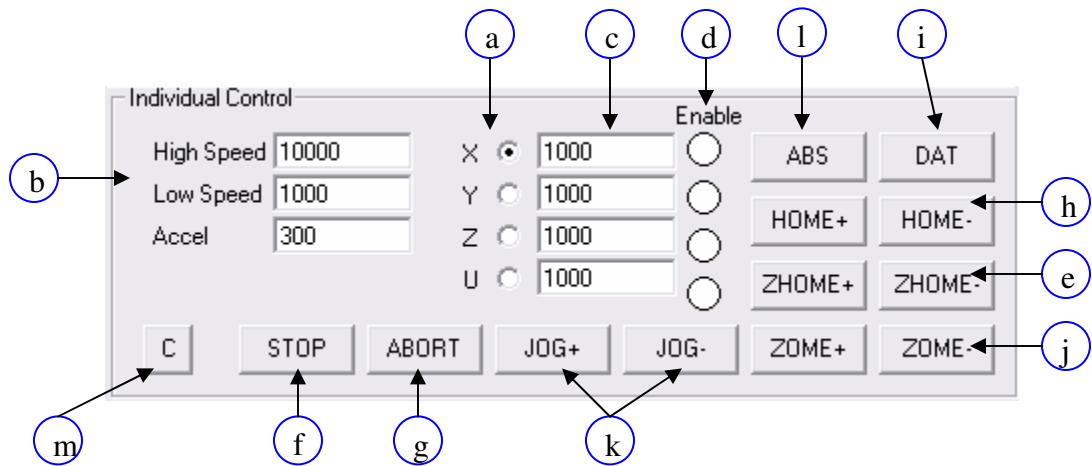 a c d l i
Individual Control
Enable
High Speed 10000 X 1000 ABS DAT
b
Low Speed 1000 Y 1000 HOME+ HOME- h
Accel 300 Z 1000
U 1000 ZHOME+ ZHOME- e
C STOP ABORT JOG+ JOG- ZOME+ ZOME- j
m f g k